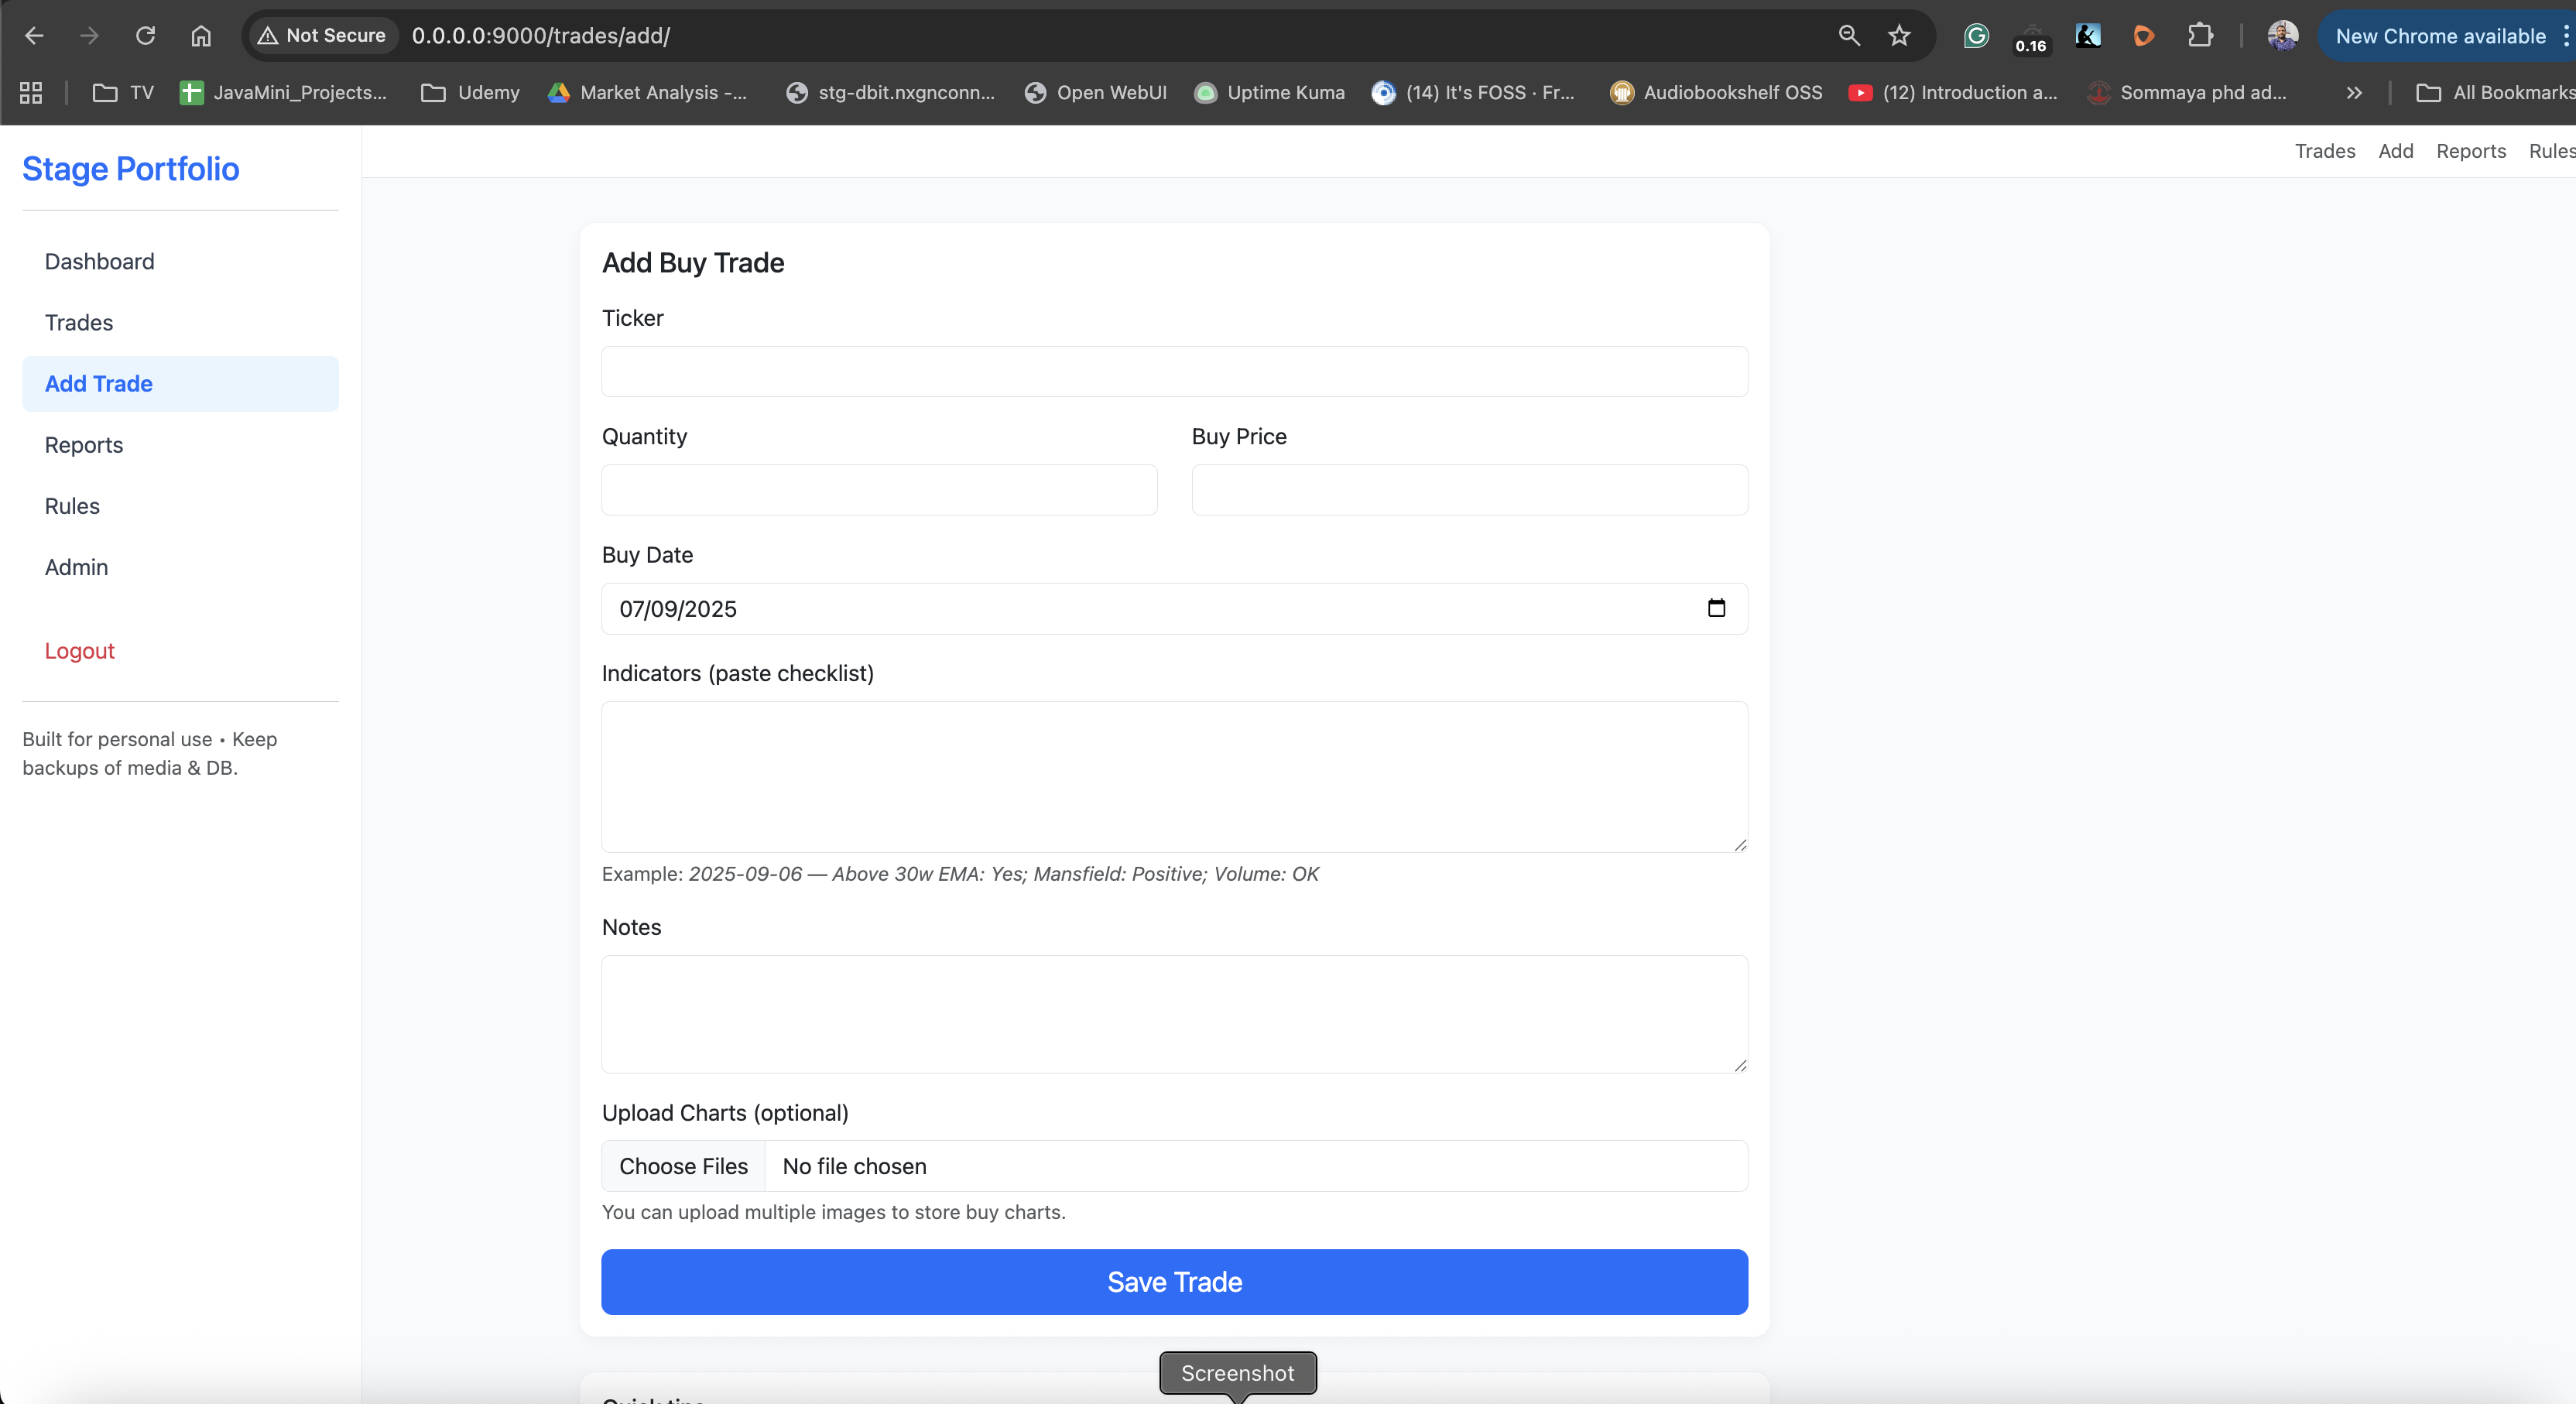 Not Secure 0.0.0.0:9000/trades/add/
0.16
New Chrome available
TV
JavaMini_Projects...
Udemy
Market Analysis -...
stg-dbit.nxgnconn...
Open WebUI
Uptime Kuma
(14) It's FOSS · Fr...
Audiobookshelf OSS
(12) Introduction a...
Sommaya phd ad...
All Bookmarks
Stage Portfolio
Trades Add Reports Rules
Dashboard
Trades
Add Trade
Reports
Rules
Admin
Logout
Built for personal use • Keep
backups of media & DB.
Add Buy Trade
Ticker
Quantity Buy Price
Buy Date
07/09/2025
Indicators (paste checklist)
Example: 2025-09-06 — Above 30w EMA: Yes; Mansfield: Positive; Volume: OK
Notes
Upload Charts (optional)
Choose Files No file chosen
You can upload multiple images to store buy charts.
Save Trade
Screenshot